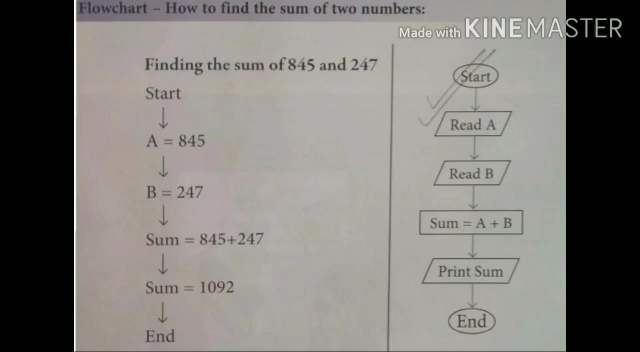 Flowchart – How to find the sum of two numbers:
Made with KINEMASTER
Finding the sum of 845 and 247
Start
A = 845
B = 247
Sum = 845+247
Sum = 1092
End
Start
Read A
Read B
Sum = A + B
Print Sum
End